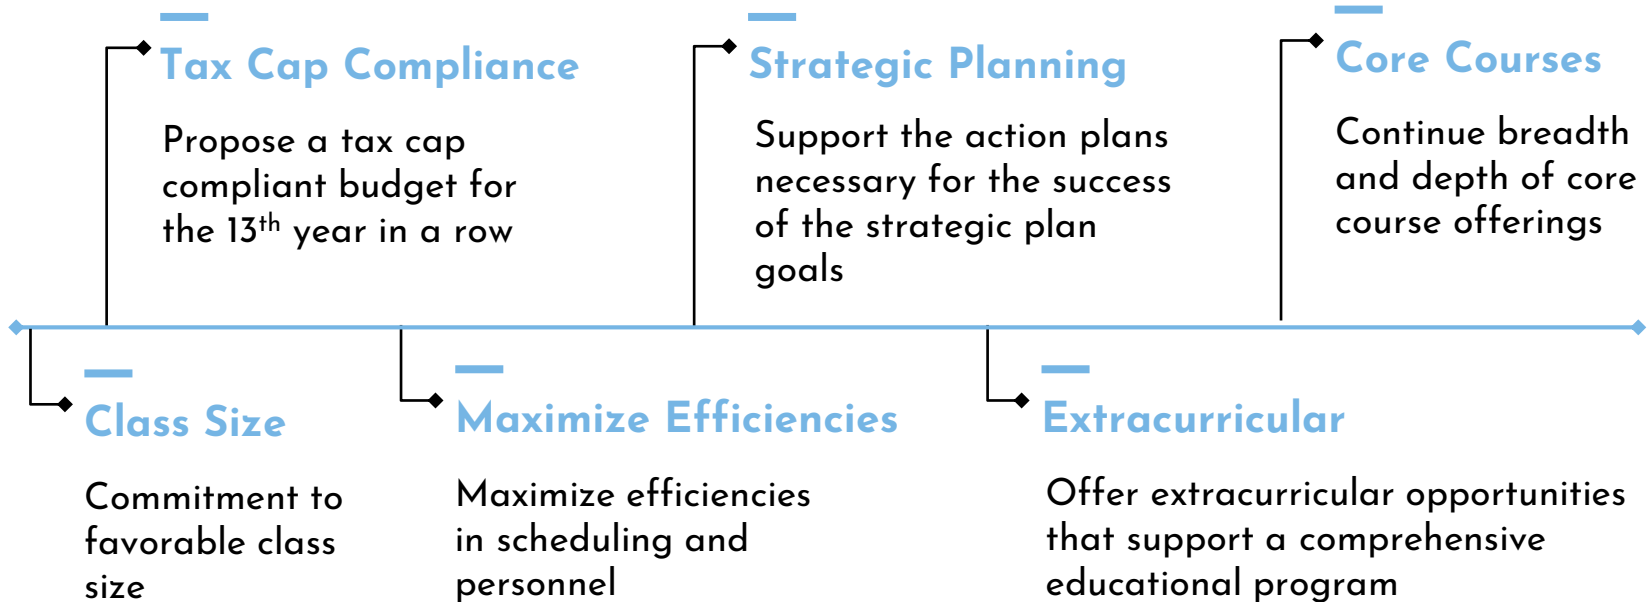 Tax Cap Compliance
Propose a tax cap
compliant budget for
the 13th year in a row
Strategic Planning
Support the action plans
necessary for the success
of the strategic plan
goals
Core Courses
Continue breadth
and depth of core
course offerings
Class Size
Commitment to
favorable class
size
Maximize Efficiencies
Maximize efficiencies
in scheduling and
personnel
Extracurricular
Offer extracurricular opportunities
that support a comprehensive
educational program